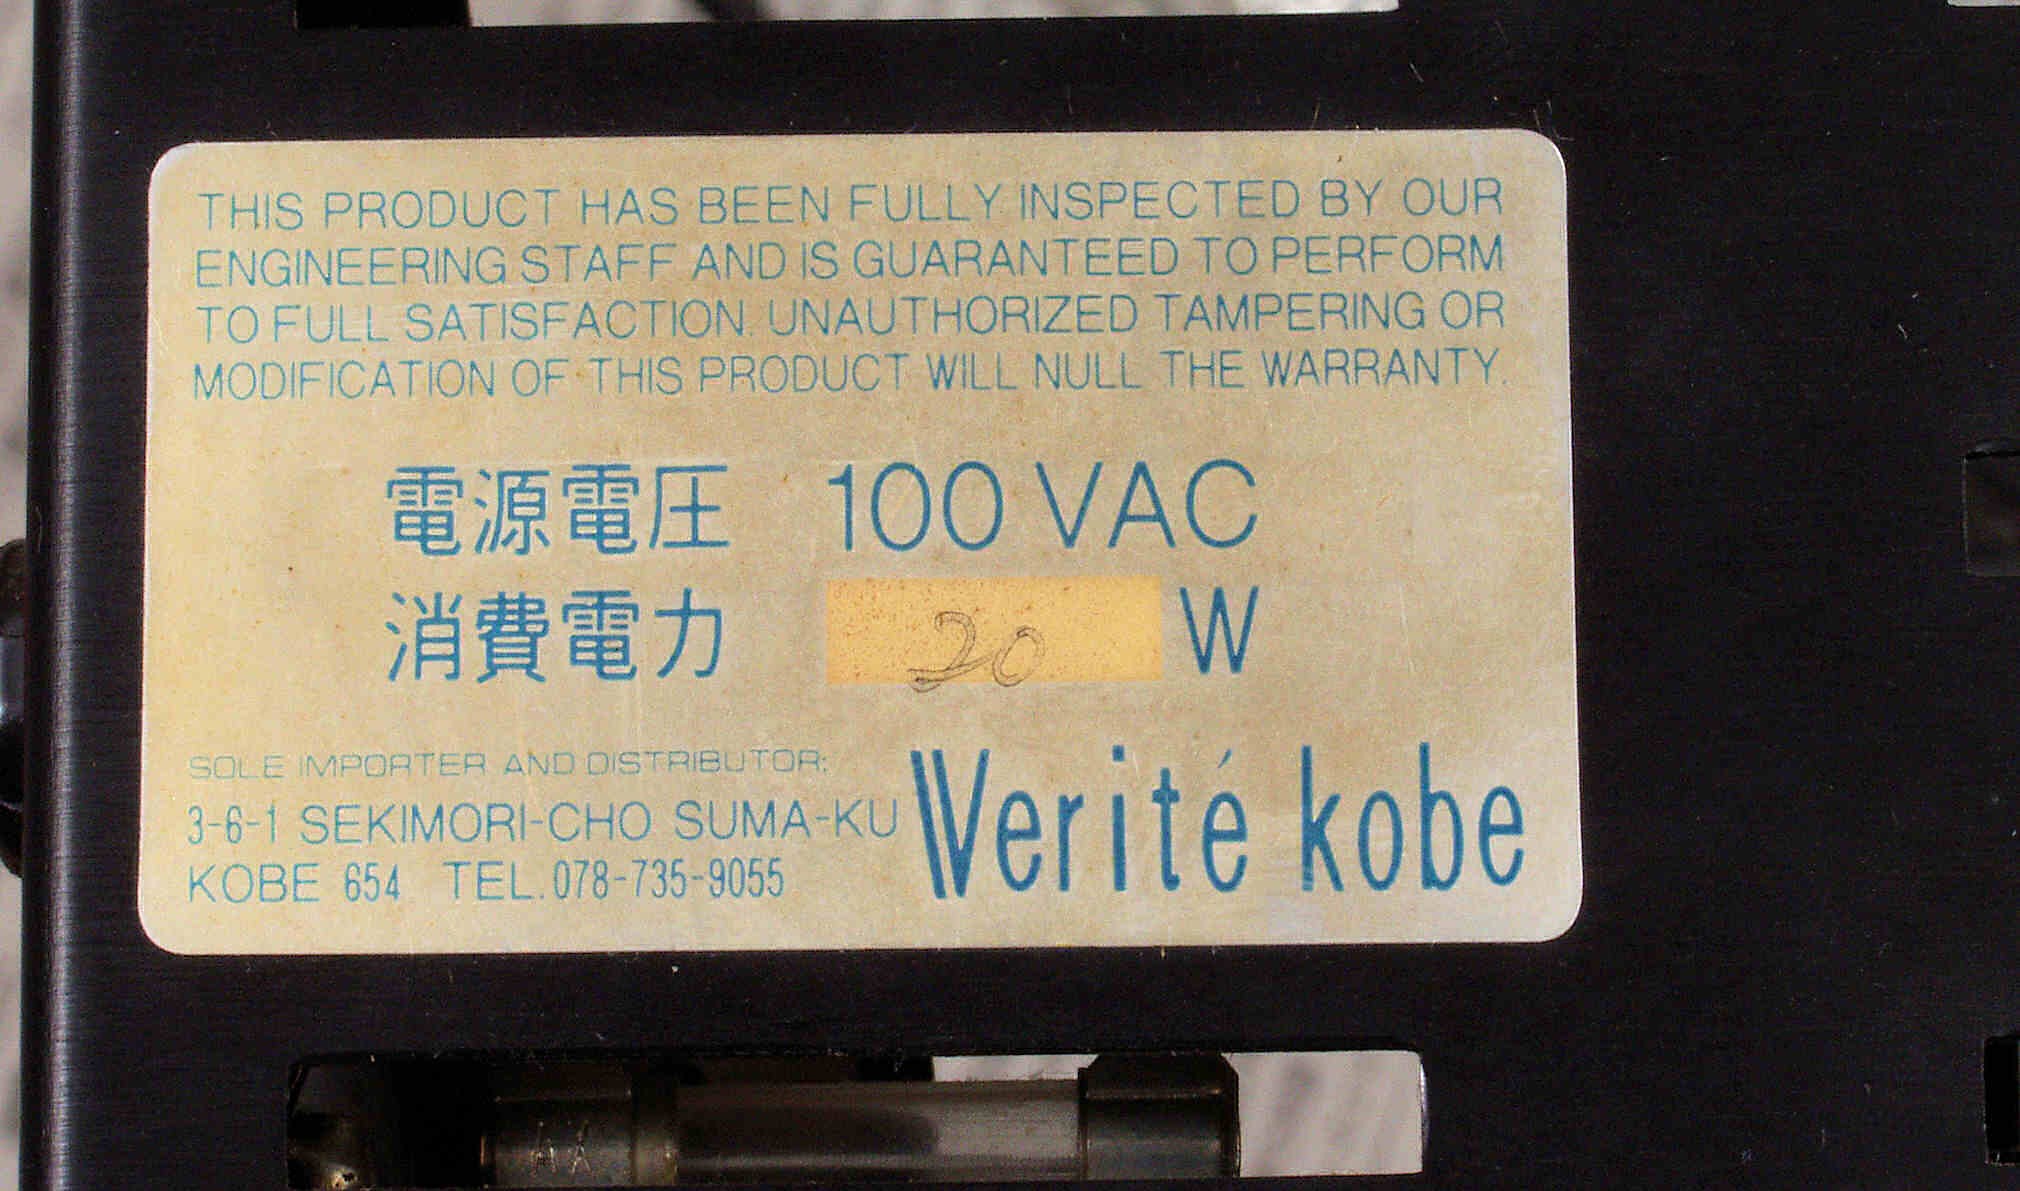 THIS PRODUCT HAS BEEN FULLY INSPECTED BY OUR
ENGINEERING STAFF AND IS GUARANTEED TO PERFORM
TO FULL SATISFACTION. UNAUTHORIZED TAMPERING OR
MODIFICATION OF THIS PRODUCT WILL NULL THE WARRANTY.
電源電圧 100 VAC
消費電力 20 W
SOLE IMPORTER AND DISTRIBUTOR:
3-6-1 SEKIMORI-CHO SUMA-KU
KOBE 654 TEL.078-735-9055
Verité kobe